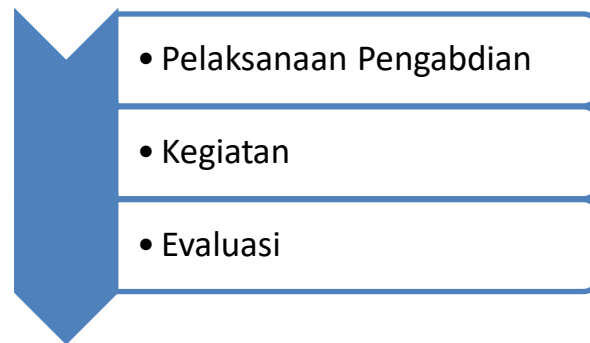 • Pelaksanaan Pengabdian
• Kegiatan
• Evaluasi